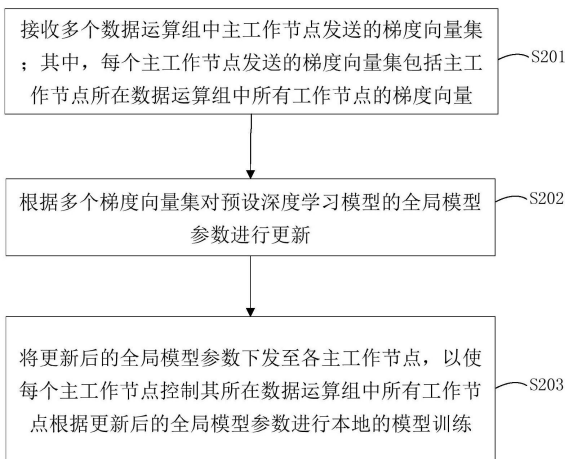 接收多个数据运算组中主工作节点发送的梯度向量集
；其中，每个主工作节点发送的梯度向量集包括主工
作节点所在数据运算组中所有工作节点的梯度向量
S201
根据多个梯度向量集对预设深度学习模型的全局模型
参数进行更新
S202
将更新后的全局模型参数下发至各主工作节点，以使
每个主工作节点控制其所在数据运算组中所有工作节
点根据更新后的全局模型参数进行本地的模型训练
S203